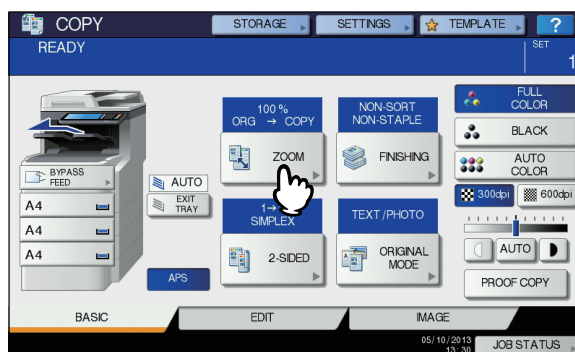 COPY
STORAGE
SETTINGS
TEMPLATE
?
READY
SET
1
100 %
ORG → COPY
NON-SORT
NON-STAPLE
FULL
COLOR
ZOOM
FINISHING
BLACK
BYPASS
FEED
AUTO
AUTO
COLOR
EXIT
TRAY
300dpi
600dpi
A4
A4
A4
1→
SIMPLEX
TEXT/PHOTO
2-SIDED
ORIGINAL
MODE
AUTO
APS
PROOF COPY
BASIC
EDIT
IMAGE
05/10/2013
13:30
JOB STATUS